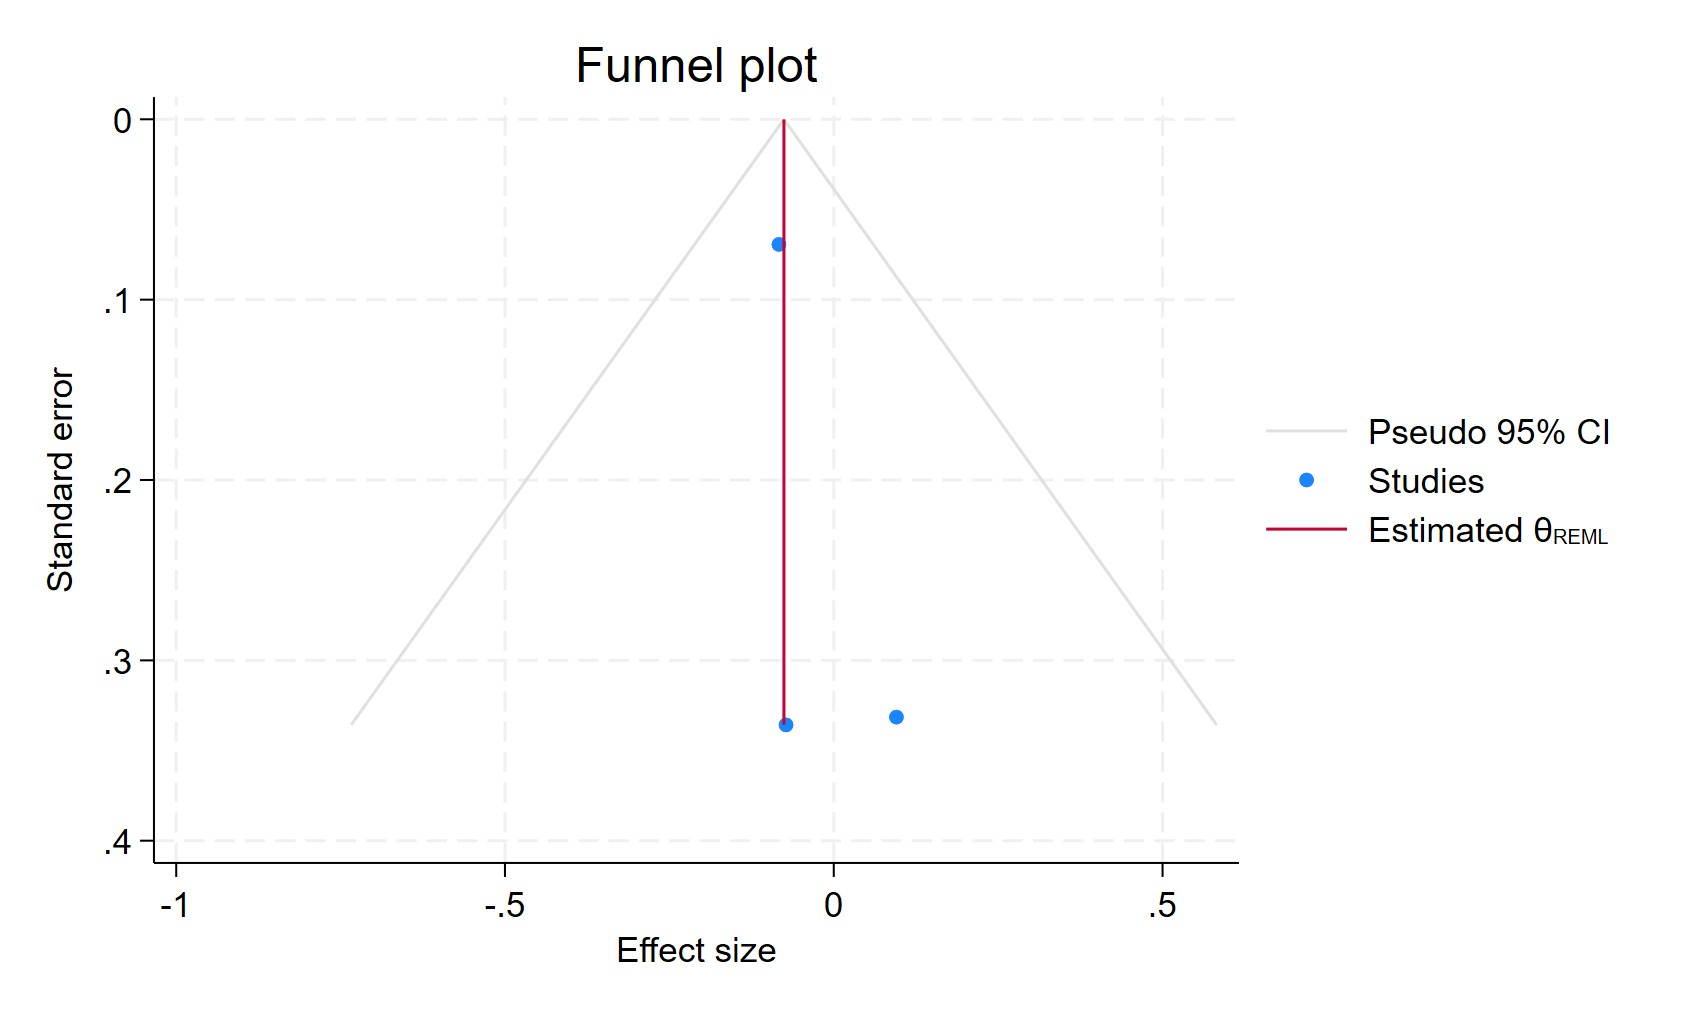 Funnel plot
0
.1
.2
.3
.4
Standard error
-1
-.5
0
.5
Effect size
Pseudo 95% CI
Studies
Estimated θREML